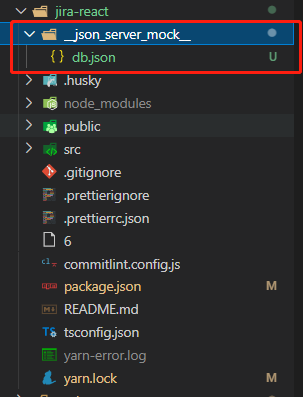 jira-react
__json_server_mock__
{} db.json U
.husky
node_modules
public
src
.gitignore
.prettierignore
.prettierrc.json
6
commitlint.config.js
package.json M
README.md
TS tsconfig.json
yarn-error.log
yarn.lock M